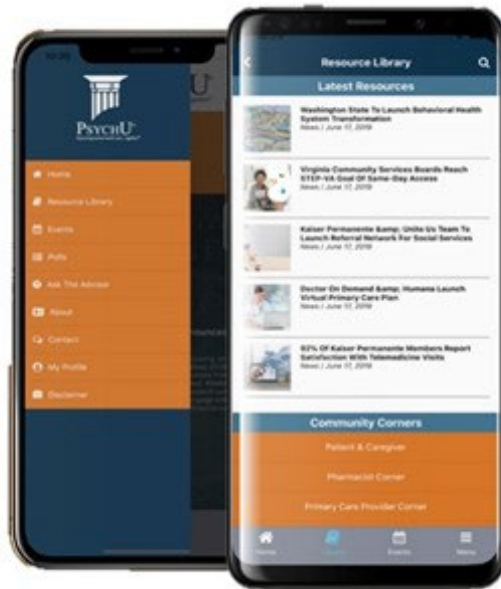 10:20
PSYCHU
Home
Resource Library
Events
Polls
Ask The Advisor
About
Contact
My Profile
Disclaimer
Resource Library
Latest Resources
Washington State To Launch Behavioral Health
System Transformation
News / June 17, 2019
Virginia Community Services Boards Reach
STEP-VA Goal Of Same-Day Access
News / June 17, 2019
Kaiser Permanente &amp; Unite Us Team To
Launch Referral Network For Social Services
News / June 17, 2019
Doctor On Demand &amp; Humana Launch
Virtual Primary Care Plan
News / June 17, 2019
92% Of Kaiser Permanente Members Report
Satisfaction With Telemedicine Visits
News / June 17, 2019
Community Corners
Patient & Caregiver
Pharmacist Corner
Primary Care Provider Corner
Home
Events
Menu